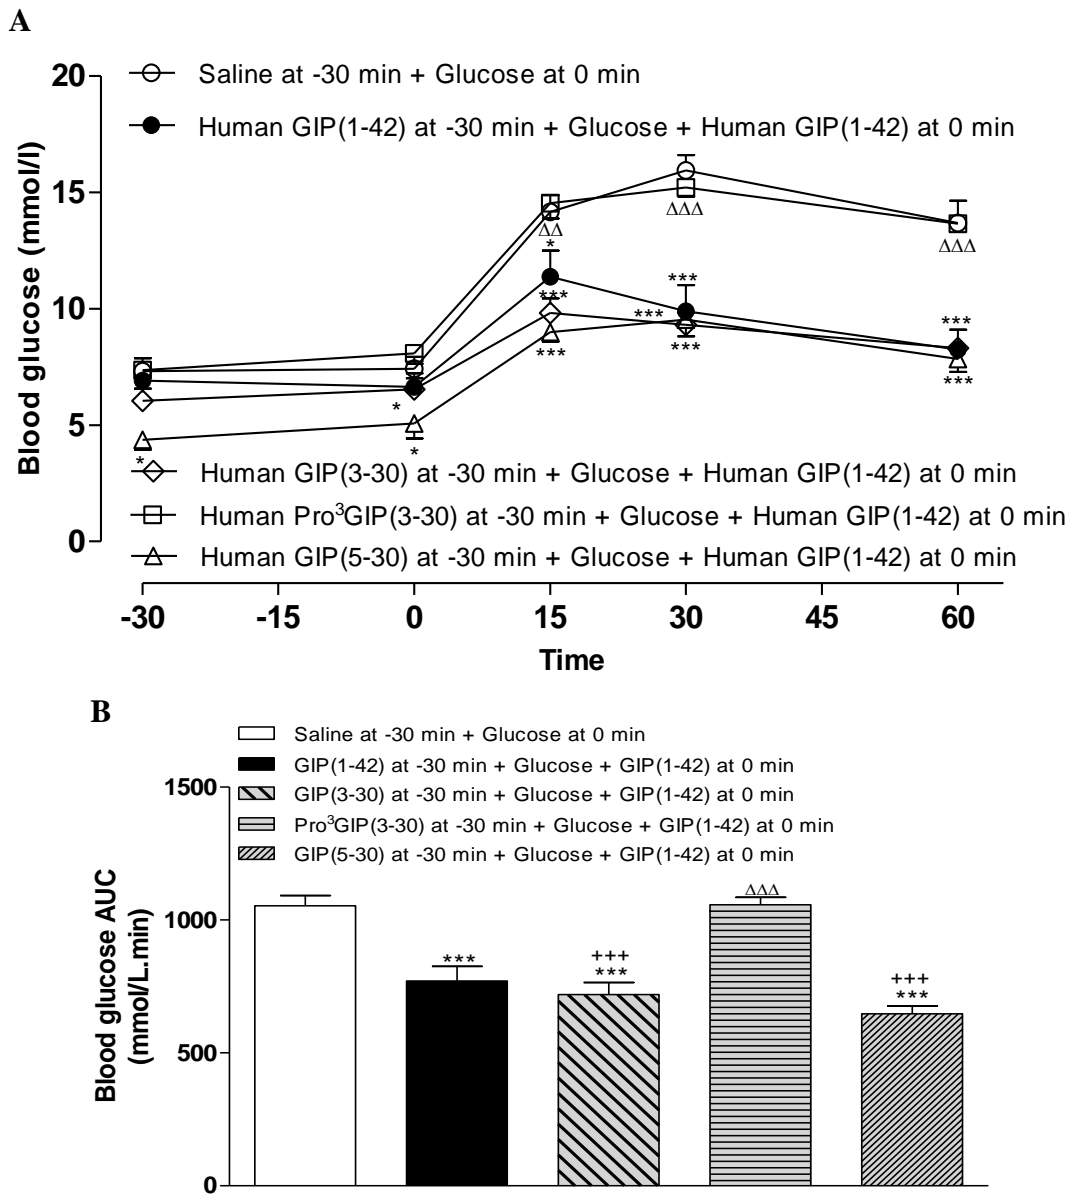 A
20
Saline at -30 min + Glucose at 0 min
Human GIP(1-42) at -30 min + Glucose + Human GIP(1-42) at 0 min
15
ΔΔ
*
ΔΔΔ
ΔΔΔ
***
***
***
***
10
***
***
***
*
*
*
5
0
Blood glucose (mmol/l)
Human GIP(3-30) at -30 min + Glucose + Human GIP(1-42) at 0 min
Human Pro³GIP(3-30) at -30 min + Glucose + Human GIP(1-42) at 0 min
Human GIP(5-30) at -30 min + Glucose + Human GIP(1-42) at 0 min
-30 -15 0 15 30 45 60
Time
B
Saline at -30 min + Glucose at 0 min
GIP(1-42) at -30 min + Glucose + GIP(1-42) at 0 min
GIP(3-30) at -30 min + Glucose + GIP(1-42) at 0 min
Pro³GIP(3-30) at -30 min + Glucose + GIP(1-42) at 0 min
GIP(5-30) at -30 min + Glucose + GIP(1-42) at 0 min
1500
1000
500
0
Blood glucose AUC
(mmol/L.min)
***
+++
***
ΔΔΔ
+++
***